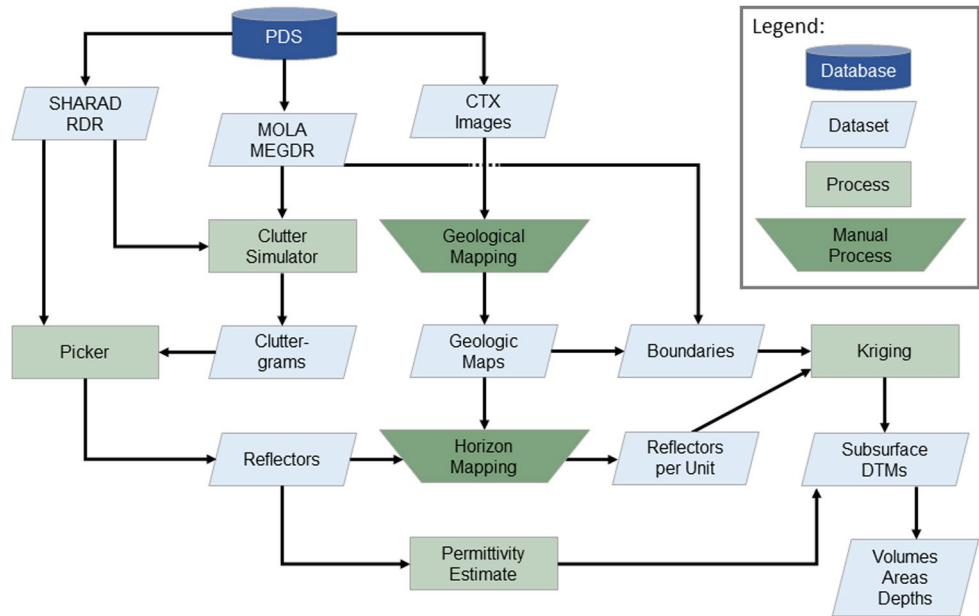 PDS
Legend:
Database
Dataset
Process
Manual
Process
SHARAD
RDR
MOLA
MEGDR
CTX
Images
Clutter
Simulator
Geological
Mapping
Picker
Clutter-
grams
Geologic
Maps
Boundaries
Kriging
Reflectors
Horizon
Mapping
Reflectors
per Unit
Subsurface
DTMs
Permittivity
Estimate
Volumes
Areas
Depths